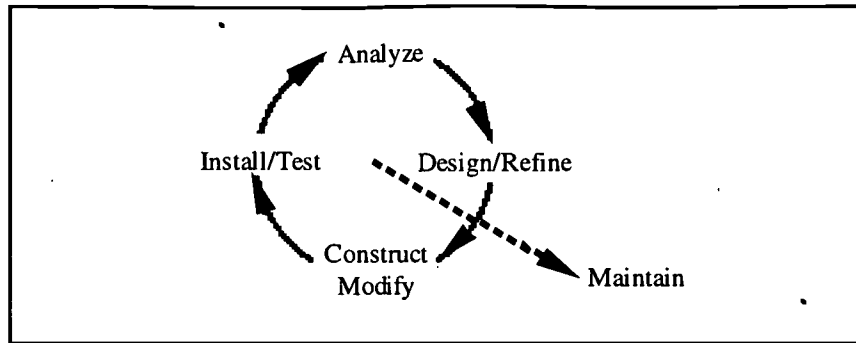 Analyze
Install/Test
Design/Refine
Construct
Modify
Maintain